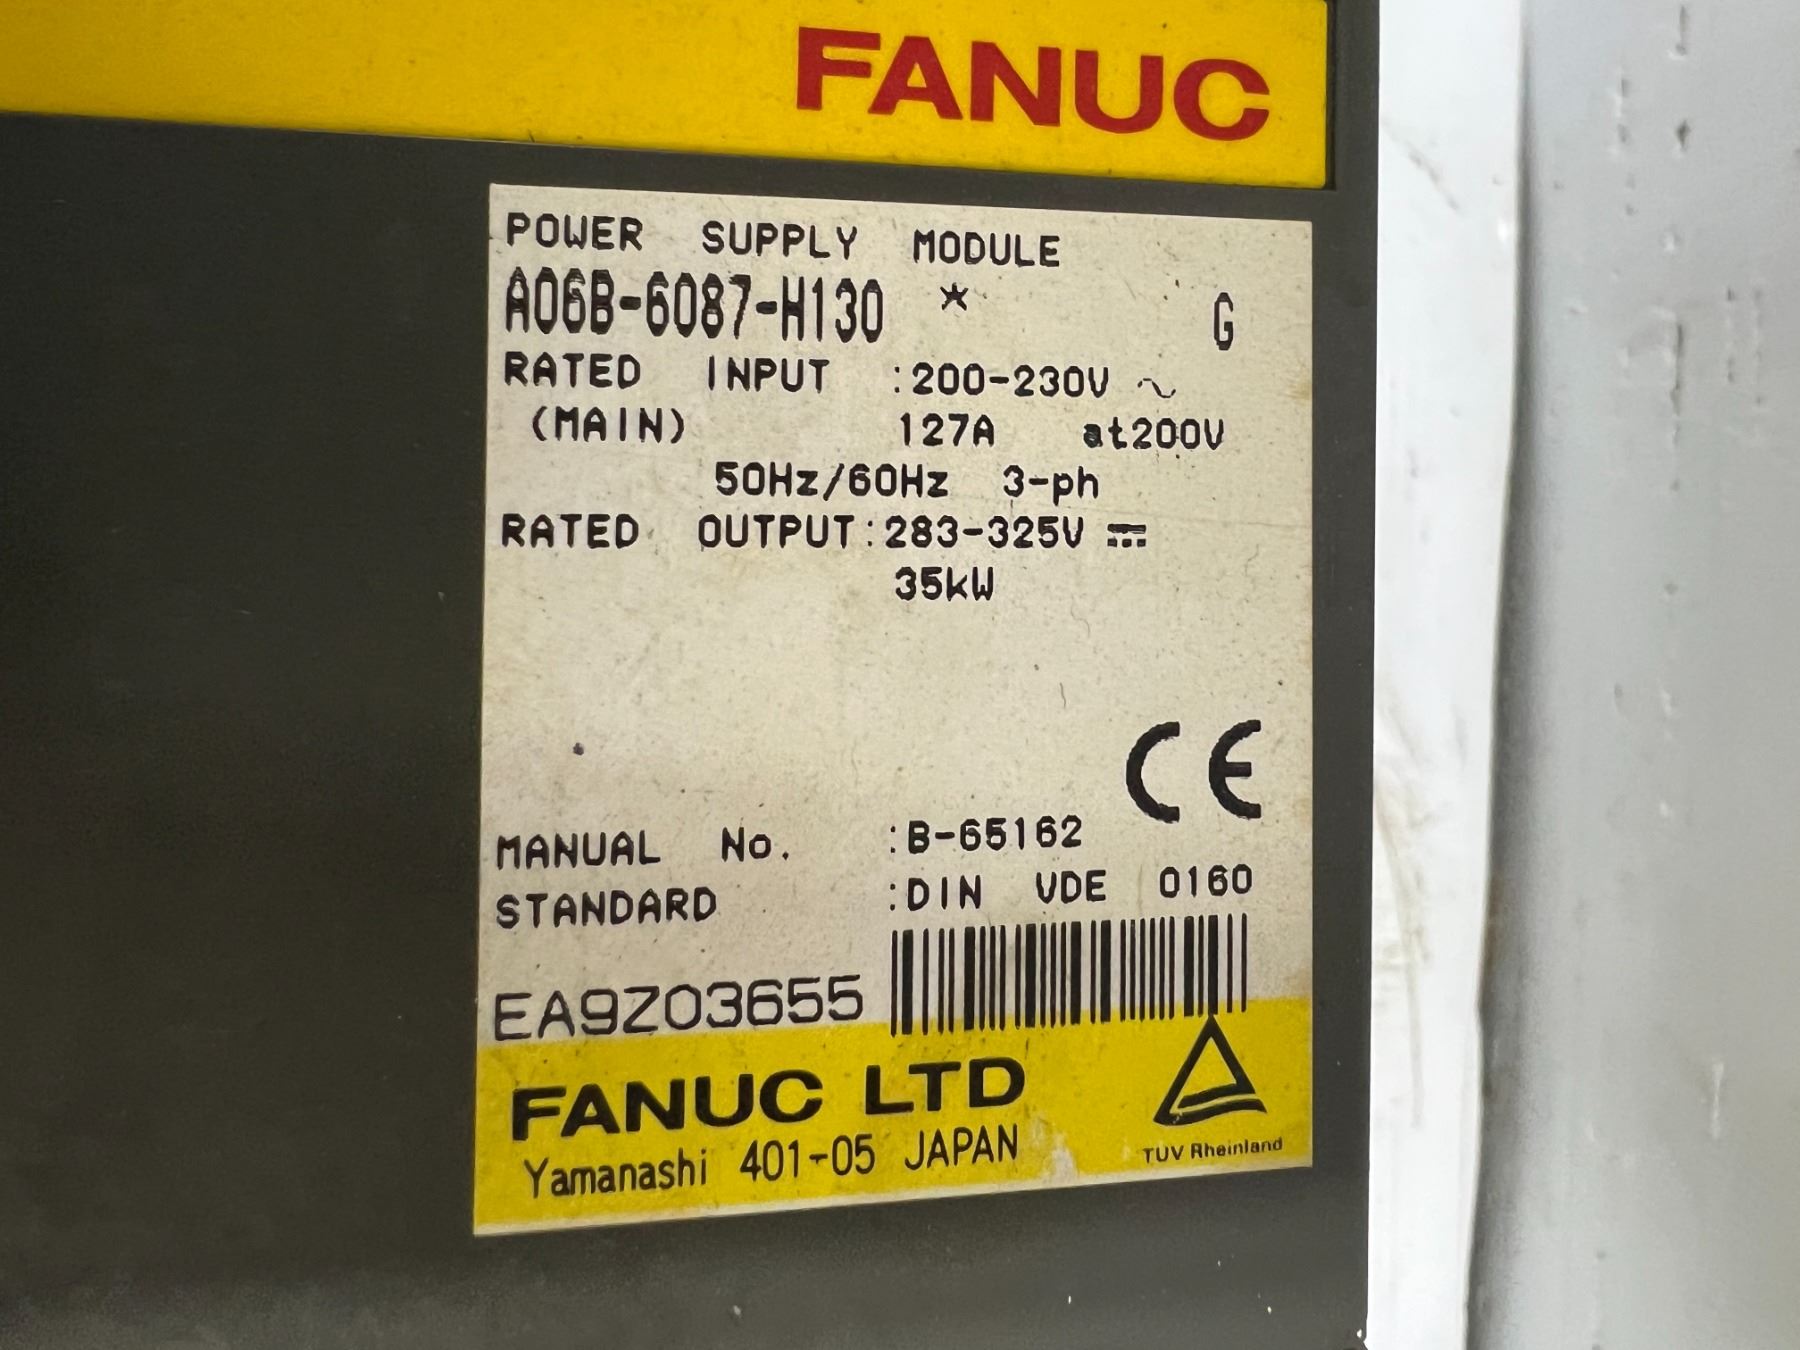 FANUC
POWER SUPPLY MODULE
A06B-6087-H130 * G
RATED INPUT :200-230V ~
(MAIN) 127A at200V
50Hz/60Hz 3-ph
RATED OUTPUT:283-325V ⎓
35kW
CE
MANUAL No. :B-65162
STANDARD :DIN VDE 0160
EA9Z03655
FANUC LTD
Yamanashi 401-05 JAPAN
TUV Rheinland